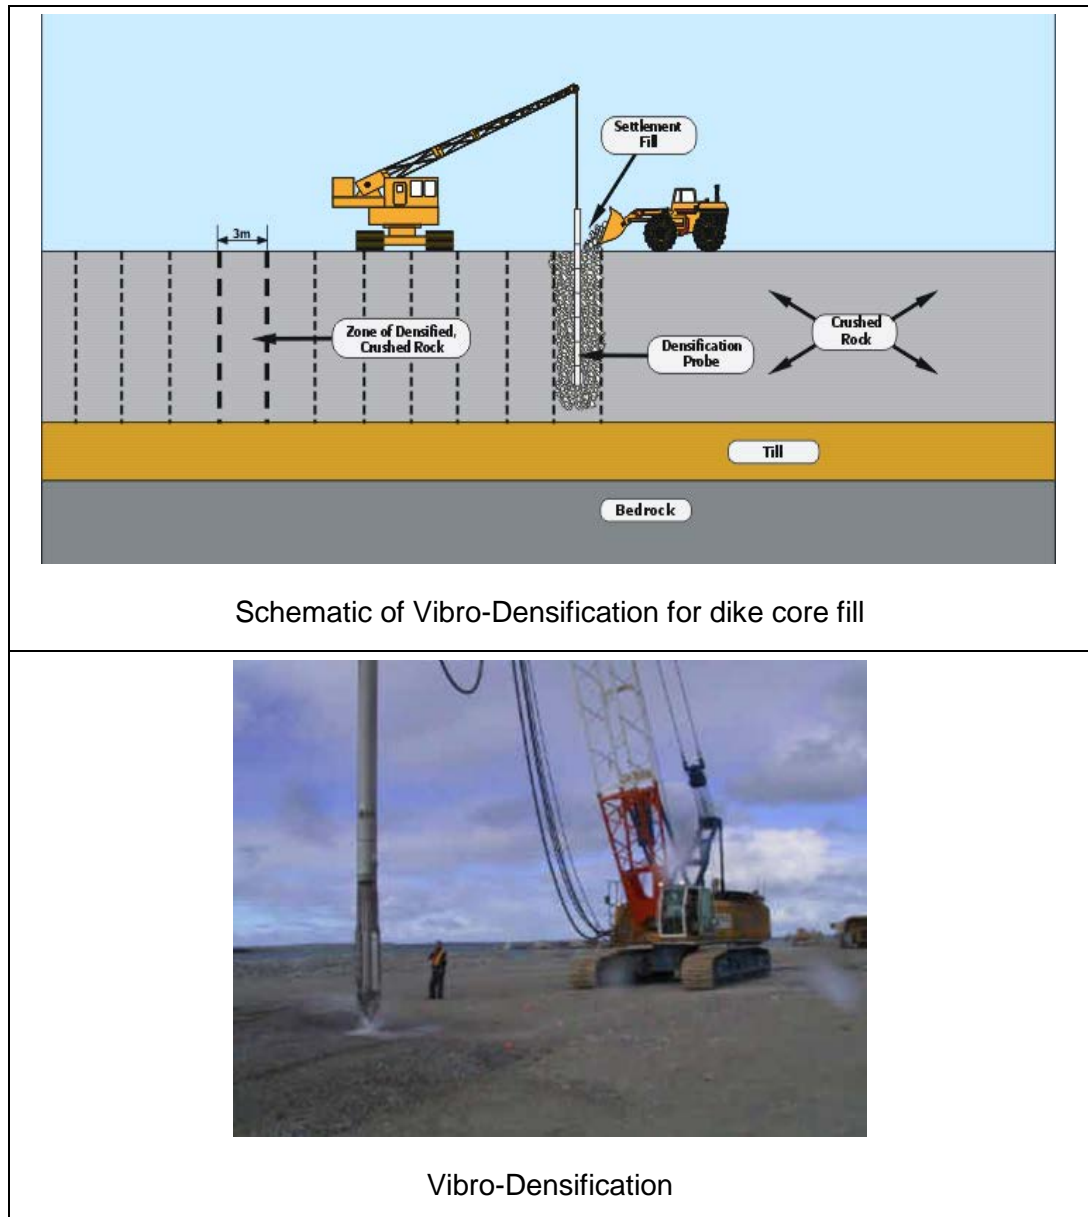 Settlement
Fill
3m
Zone of Densified,
Crushed Rock
Densification
Probe
Crushed
Rock
Till
Bedrock
Schematic of Vibro-Densification for dike core fill
Vibro-Densification